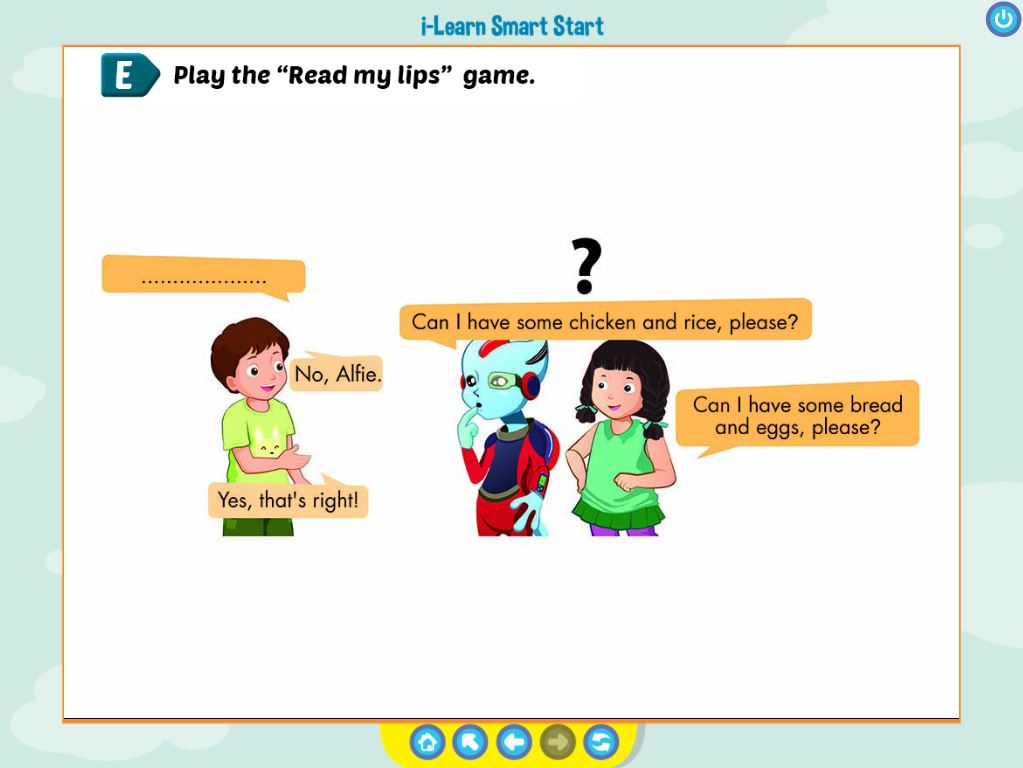 i-Learn Smart Start
E Play the “Read my lips” game.
?
....................
Can I have some chicken and rice, please?
No, Alfie.
Can I have some bread
and eggs, please?
Yes, that's right!